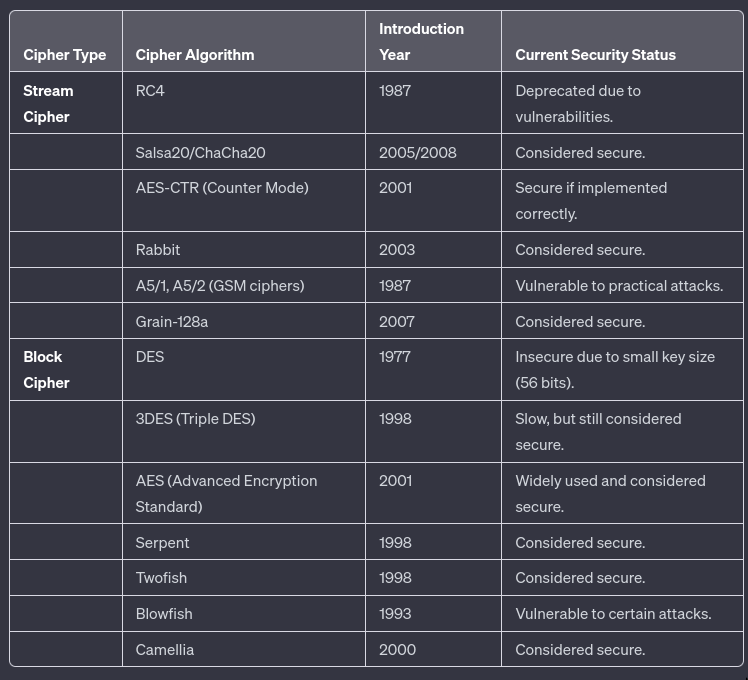 Cipher Type Cipher Algorithm Introduction Year Current Security Status
Stream Cipher RC4 1987 Deprecated due to vulnerabilities.
Salsa20/ChaCha20 2005/2008 Considered secure.
AES-CTR (Counter Mode) 2001 Secure if implemented correctly.
Rabbit 2003 Considered secure.
A5/1, A5/2 (GSM ciphers) 1987 Vulnerable to practical attacks.
Grain-128a 2007 Considered secure.
Block Cipher DES 1977 Insecure due to small key size (56 bits).
3DES (Triple DES) 1998 Slow, but still considered secure.
AES (Advanced Encryption Standard) 2001 Widely used and considered secure.
Serpent 1998 Considered secure.
Twofish 1998 Considered secure.
Blowfish 1993 Vulnerable to certain attacks.
Camellia 2000 Considered secure.